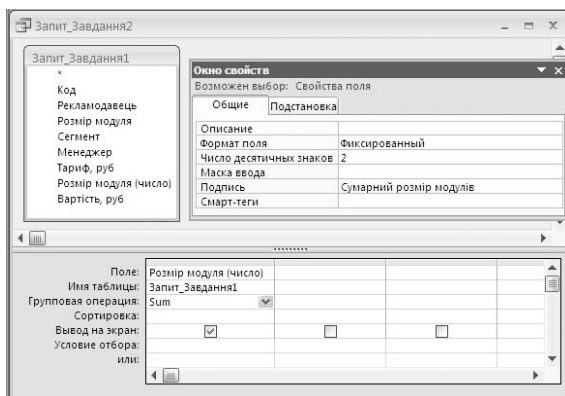 Запит_Завдання2
Запит_Завдання1
*
Код
Рекламодавець
Розмір модуля
Сегмент
Менеджер
Тариф, руб
Розмір модуля (число)
Вартість, руб
Окно свойств
Возможен выбор: Свойства поля
Общие Подстановка
Описание
Формат поля Фиксированный
Число десятичных знаков 2
Маска ввода
Подпись Сумарний розмір модулів
Смарт-теги
Поле: Розмір модуля (число)
Имя таблицы: Запит_Завдання1
Групповая операция: Sum
Сортировка:
Вывод на экран:
Условие отбора:
или: